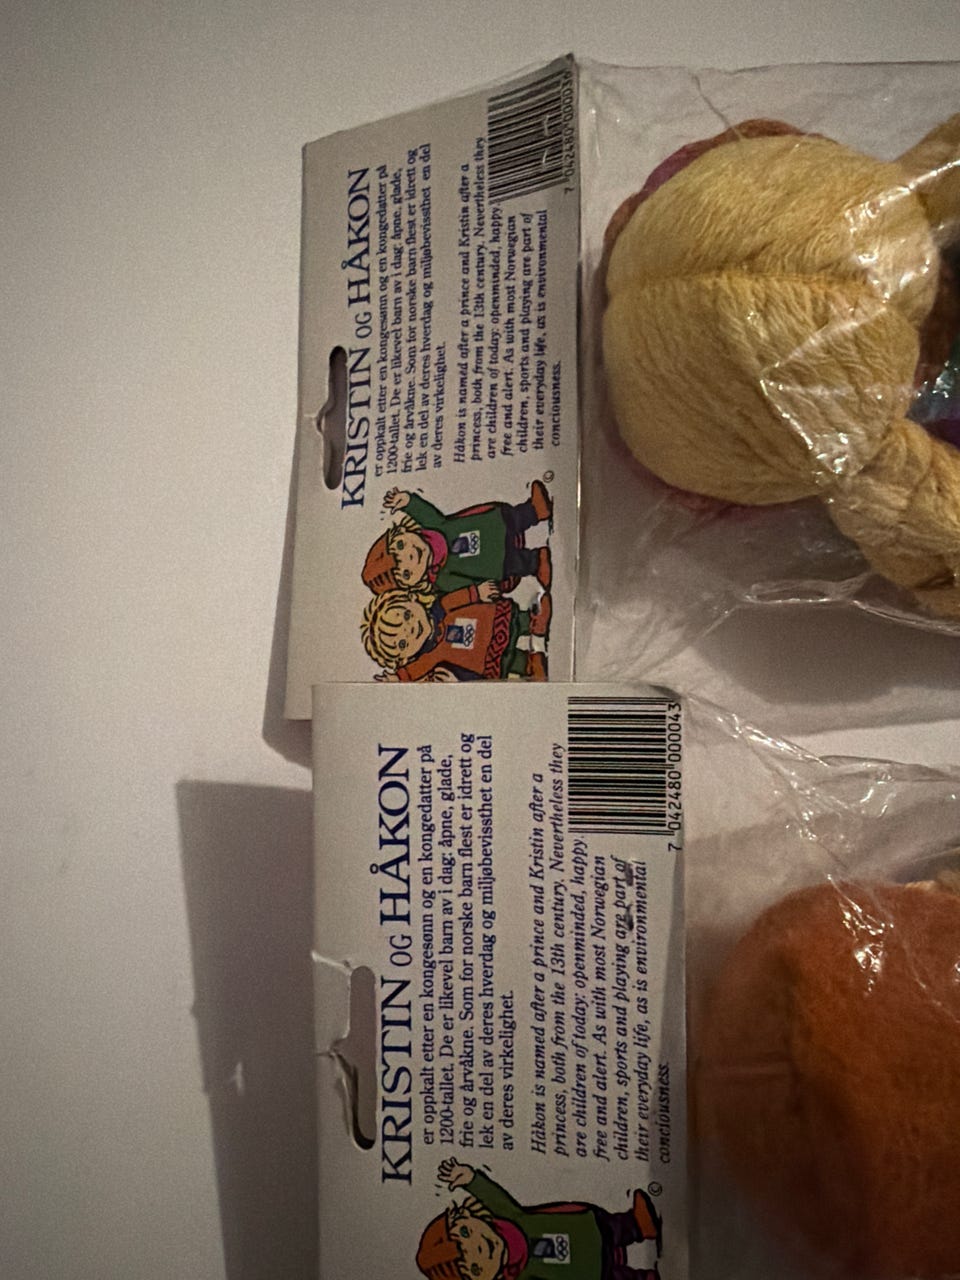 KRISTIN OG HÅKON
er oppkalt etter en kongesønn og en kongedatter på
1200-tallet. De er likevel barn av i dag: åpne, glade,
frie og årvåkne. Som for norske barn flest er idrett og
lek en del av deres hverdag og miljøbevissthet en del
av deres virkelighet.
Håkon is named after a prince and Kristin after a
princess, both from the 13th century. Nevertheless they
are children of today: openminded, happy,
free and alert. As with most Norwegian
children, sports and playing are part of
their everyday life, as is environmental
conciousness.
©
7 042480 000036
KRISTIN OG HÅKON
er oppkalt etter en kongesønn og en kongedatter på
1200-tallet. De er likevel barn av i dag: åpne, glade,
frie og årvåkne. Som for norske barn flest er idrett og
lek en del av deres hverdag og miljøbevissthet en del
av deres virkelighet.
Håkon is named after a prince and Kristin after a
princess, both from the 13th century. Nevertheless they
are children of today: openminded, happy,
free and alert. As with most Norwegian
children, sports and playing are part of
their everyday life, as is environmental
conciousness.
©
7 042480 000043